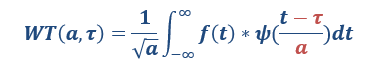 WT(a, τ) = 1/√a ∫_{-∞}^{∞} f(t) * ψ((t − τ)/a)dt